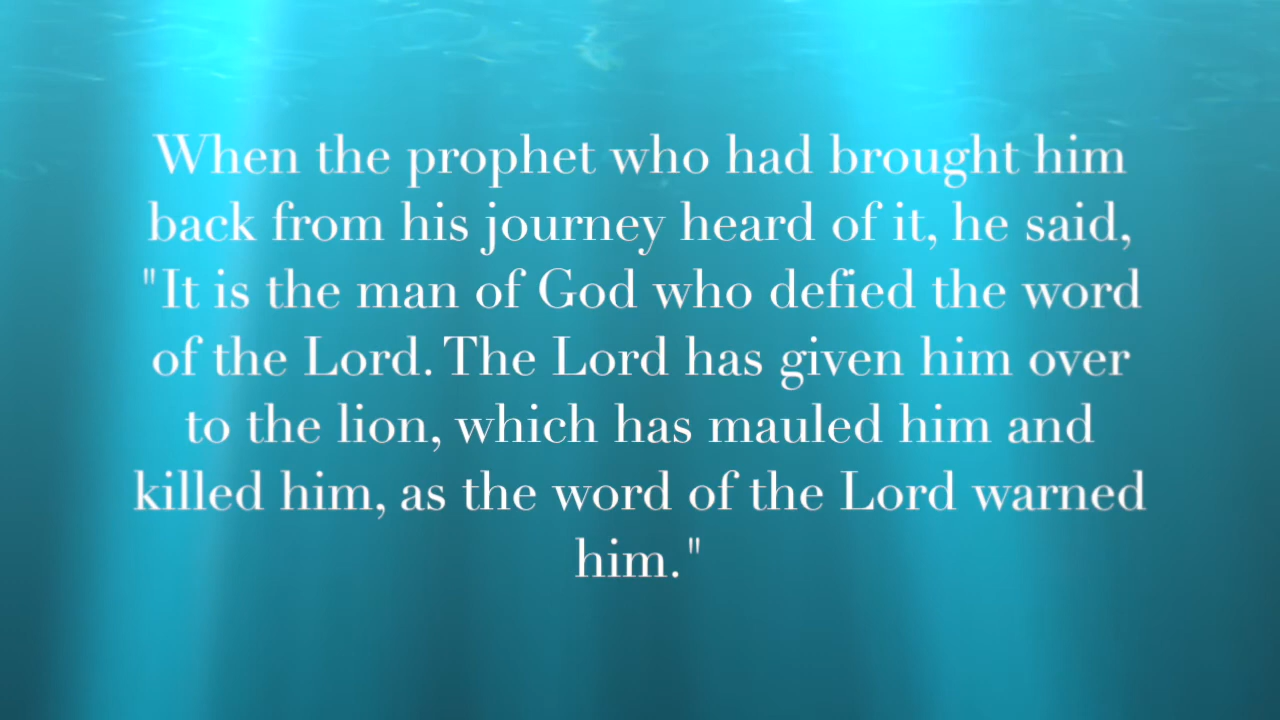 When the prophet who had brought him
back from his journey heard of it, he said,
"It is the man of God who defied the word
of the Lord. The Lord has given him over
to the lion, which has mauled him and
killed him, as the word of the Lord warned
him."